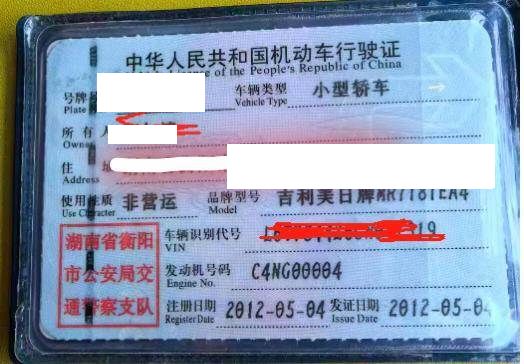 中华人民共和国机动车行驶证
of the People's Republic of China
号牌 车辆类型 小型轿车
Plate Vehicle Type
所有人
Owner
住
Address
使用性质 非营运 品牌型号 吉利美日牌MR7181EA4
Use Character Model
湖南省衡阳
市公安局交
通警察支队
车辆识别代号
VIN
发动机号码 C4NG00004
Engine No.
注册日期 2012-05-04 发证日期 2012-05-04
Register Date Issue Date